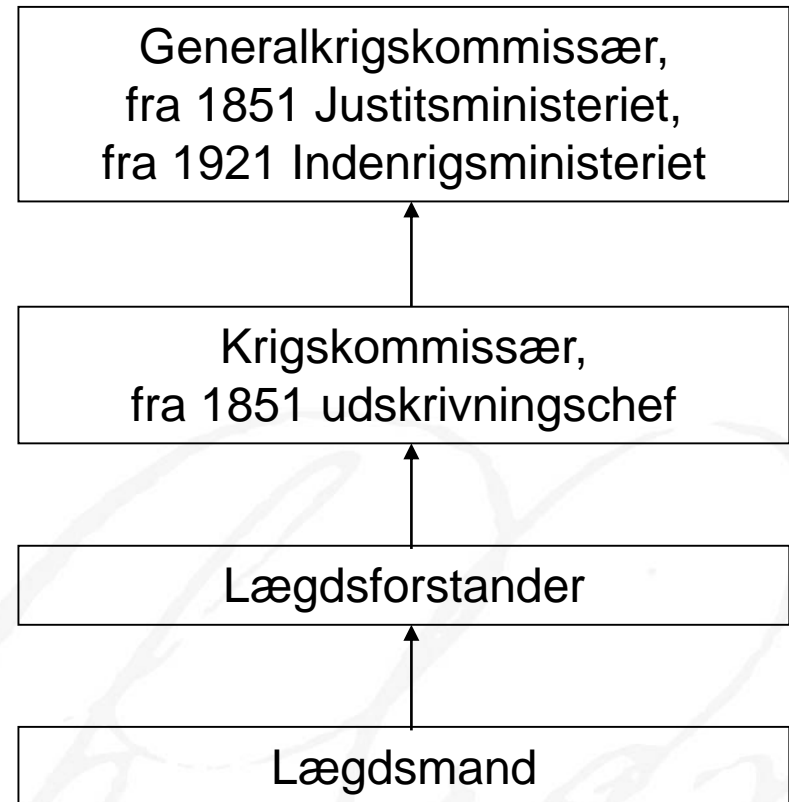 Generalkrigskommissær,
fra 1851 Justitsministeriet,
fra 1921 Indenrigsministeriet
Krigskommissær,
fra 1851 udskrivningschef
Lægdsforstander
Lægdsmand